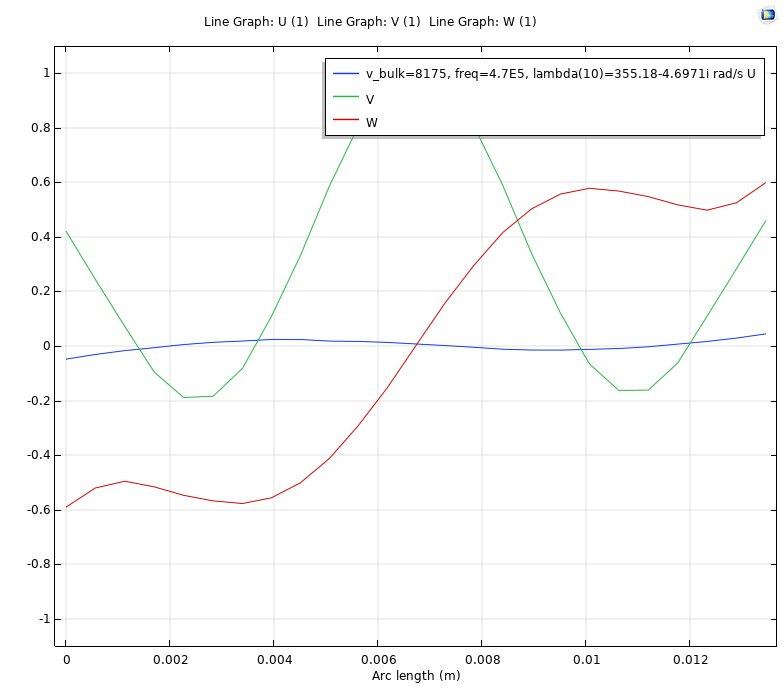 Line Graph: U (1)  Line Graph: V (1)  Line Graph: W (1)
v_bulk=8175, freq=4.7E5, lambda(10)=355.18-4.6971i rad/s U
V
W
1
0.8
0.6
0.4
0.2
0
-0.2
-0.4
-0.6
-0.8
-1
0 0.002 0.004 0.006 0.008 0.01 0.012
Arc length (m)